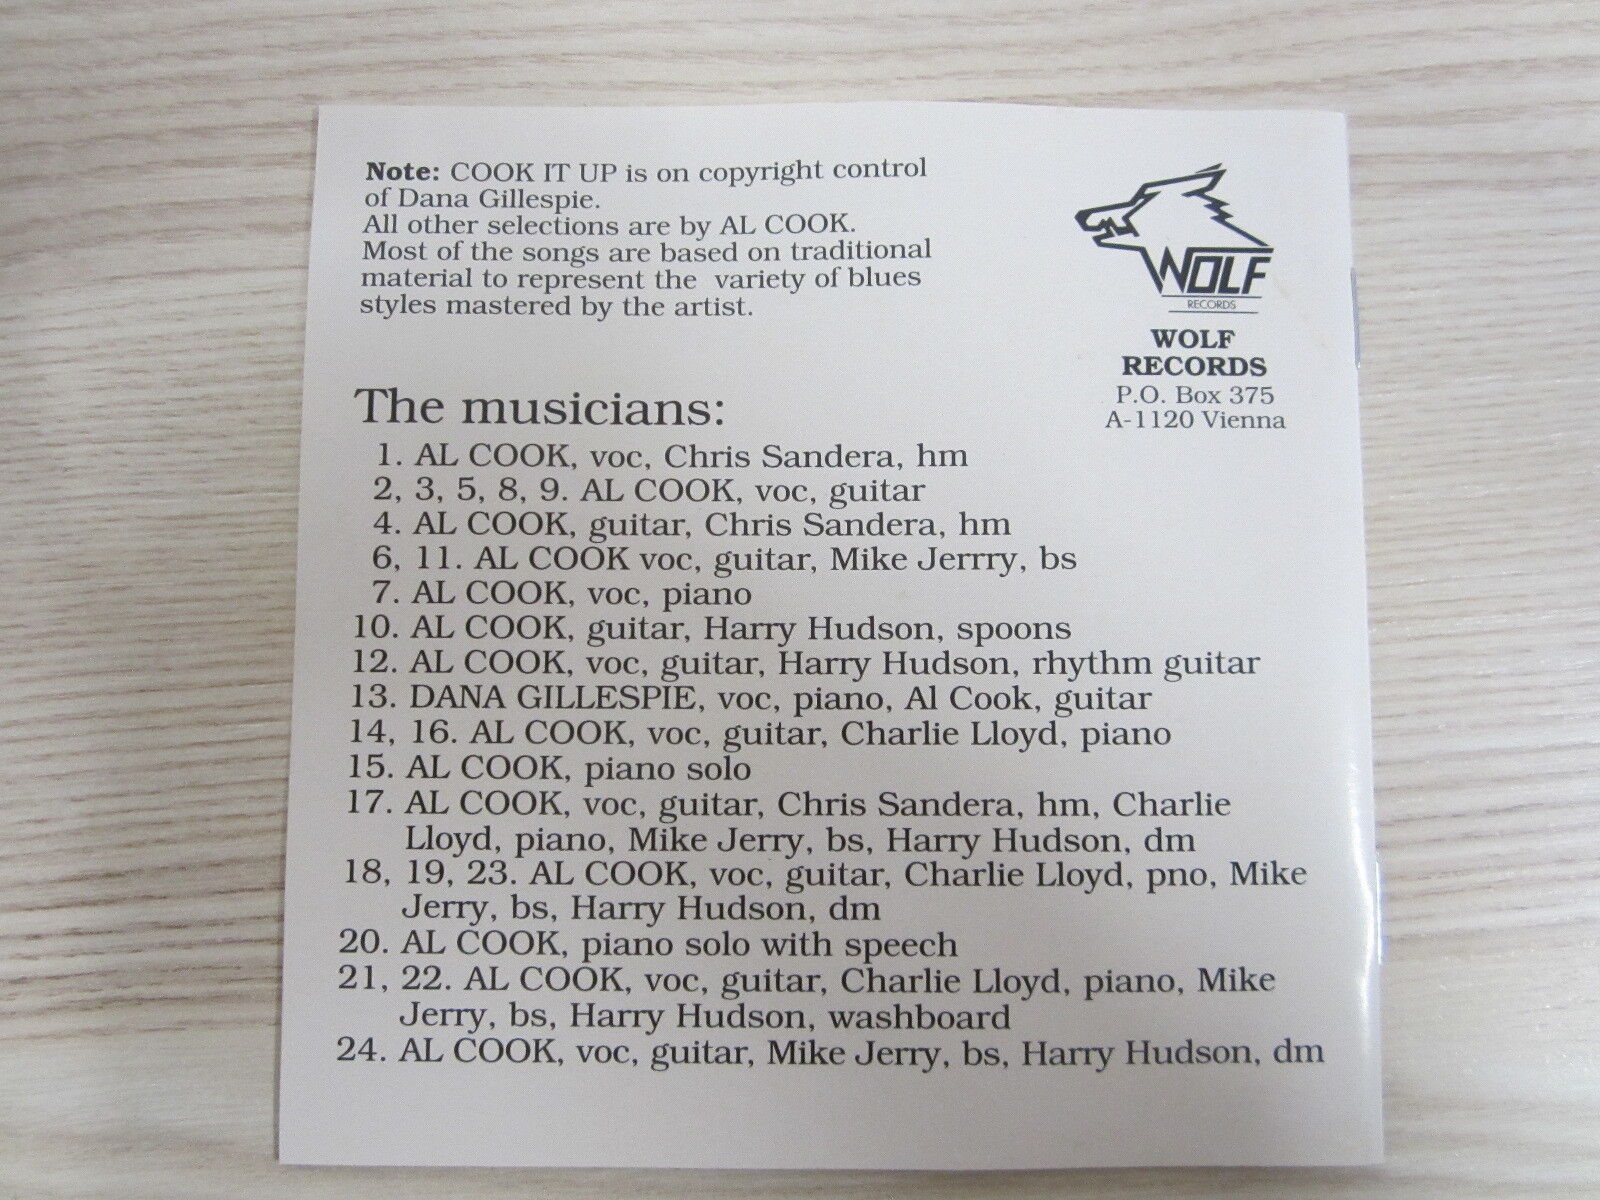 Note: COOK IT UP is on copyright control
of Dana Gillespie.
All other selections are by AL COOK.
Most of the songs are based on traditional
material to represent the variety of blues
styles mastered by the artist.
WOLF
RECORDS
WOLF
RECORDS
P.O. Box 375
A-1120 Vienna
The musicians:
1. AL COOK, voc, Chris Sandera, hm
2, 3, 5, 8, 9. AL COOK, voc, guitar
4. AL COOK, guitar, Chris Sandera, hm
6, 11. AL COOK voc, guitar, Mike Jerrry, bs
7. AL COOK, voc, piano
10. AL COOK, guitar, Harry Hudson, spoons
12. AL COOK, voc, guitar, Harry Hudson, rhythm guitar
13. DANA GILLESPIE, voc, piano, Al Cook, guitar
14, 16. AL COOK, voc, guitar, Charlie Lloyd, piano
15. AL COOK, piano solo
17. AL COOK, voc, guitar, Chris Sandera, hm, Charlie
Lloyd, piano, Mike Jerry, bs, Harry Hudson, dm
18, 19, 23. AL COOK, voc, guitar, Charlie Lloyd, pno, Mike
Jerry, bs, Harry Hudson, dm
20. AL COOK, piano solo with speech
21, 22. AL COOK, voc, guitar, Charlie Lloyd, piano, Mike
Jerry, bs, Harry Hudson, washboard
24. AL COOK, voc, guitar, Mike Jerry, bs, Harry Hudson, dm